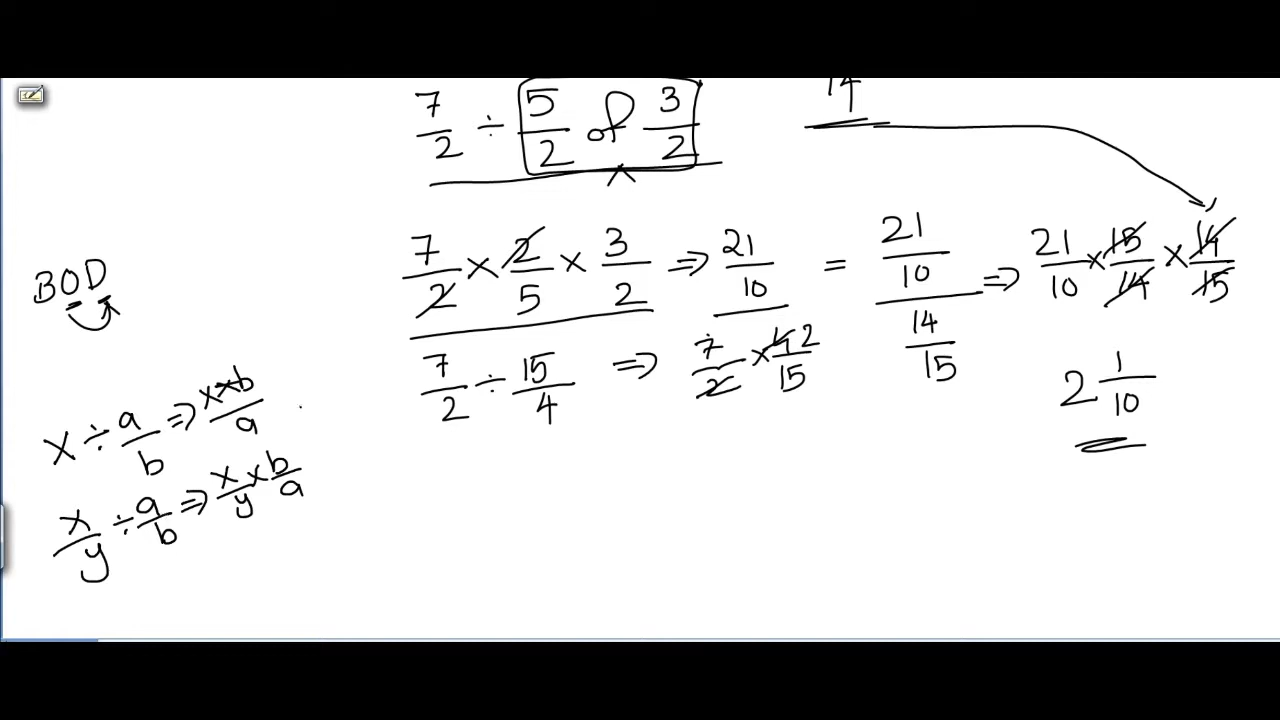 14
7/2 ÷ 5/2 of 3/2
7/2 × 2/5 × 3/2 ⇒ 21/10 = 21/10 / 14/15 ⇒ 21/10 × 15/14 × 14/15
7/2 ÷ 15/4 ⇒ 7/2 × 4 2/15
2 1/10
BOD
x ÷ a/b ⇒ x×b/a
x/y ÷ a/b ⇒ x/y × b/a